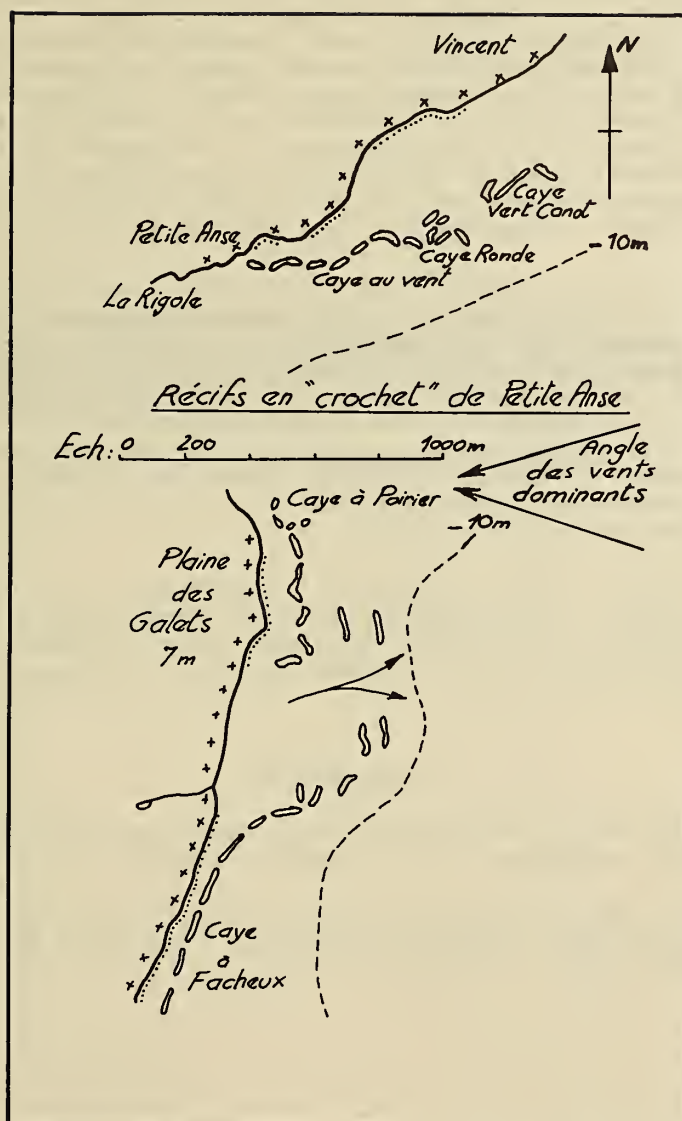 Vincent
N
Caye
Vert Canot
Petite Anse
-10m
Caye Ronde
Caye au vent
La Rigole
Récifs en "crochet" de Petite Anse
Ech: 0 200 1000m
Angle
des vents
dominants
Caye à Poirier
-10m
Plaine
des
Galets
7m
Caye
à
Facheux